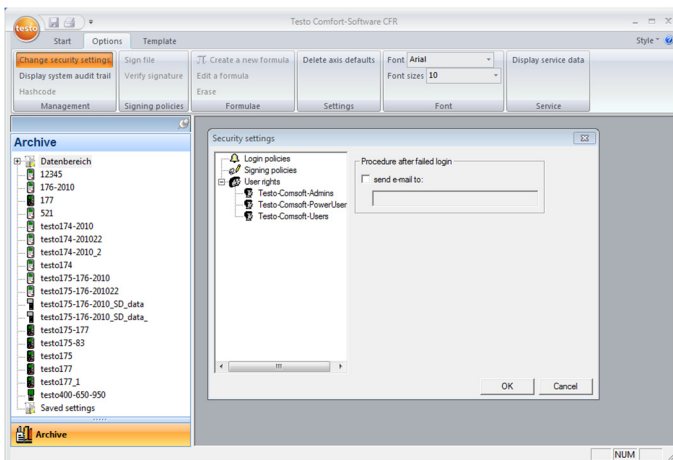 testo
Testo Comfort-Software CFR
Start Options Template Style
Change security settings Sign file Create a new formula Delete axis defaults Font Arial Display service data
Display system audit trail Verify signature Edit a formula Font sizes 10
Hashcode Erase
Management Signing policies Formulae Settings Font Service
Archive
Datenbereich
12345
176-2010
177
521
testo174-2010
testo174-201022
testo174-2010_2
testo174
testo175-176-2010
testo175-176-201022
testo175-176-2010_SD_data
testo175-176-2010_SD_data_
testo175-177
testo175-83
testo175
testo177
testo177_1
testo400-650-950
Saved settings
Archive
Security settings
Login policies
Signing policies
User rights
Testo-Comsoft-Admins
Testo-Comsoft-PowerUser
Testo-Comsoft-Users
Procedure after failed login
send e-mail to:
OK Cancel
NUM